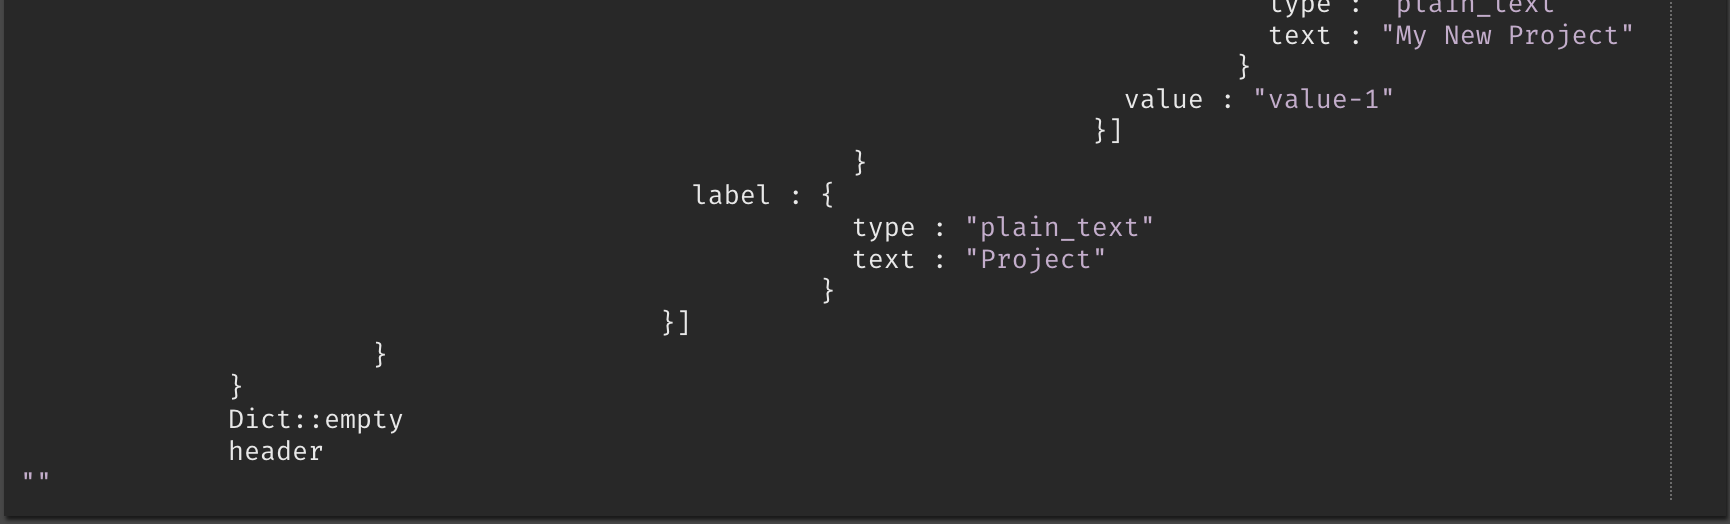 type : "plain_text
text : "My New Project"
}
value : "value-1"
}]
}
label : {
type : "plain_text"
text : "Project"
}
}]
}
}
Dict::empty
header
""